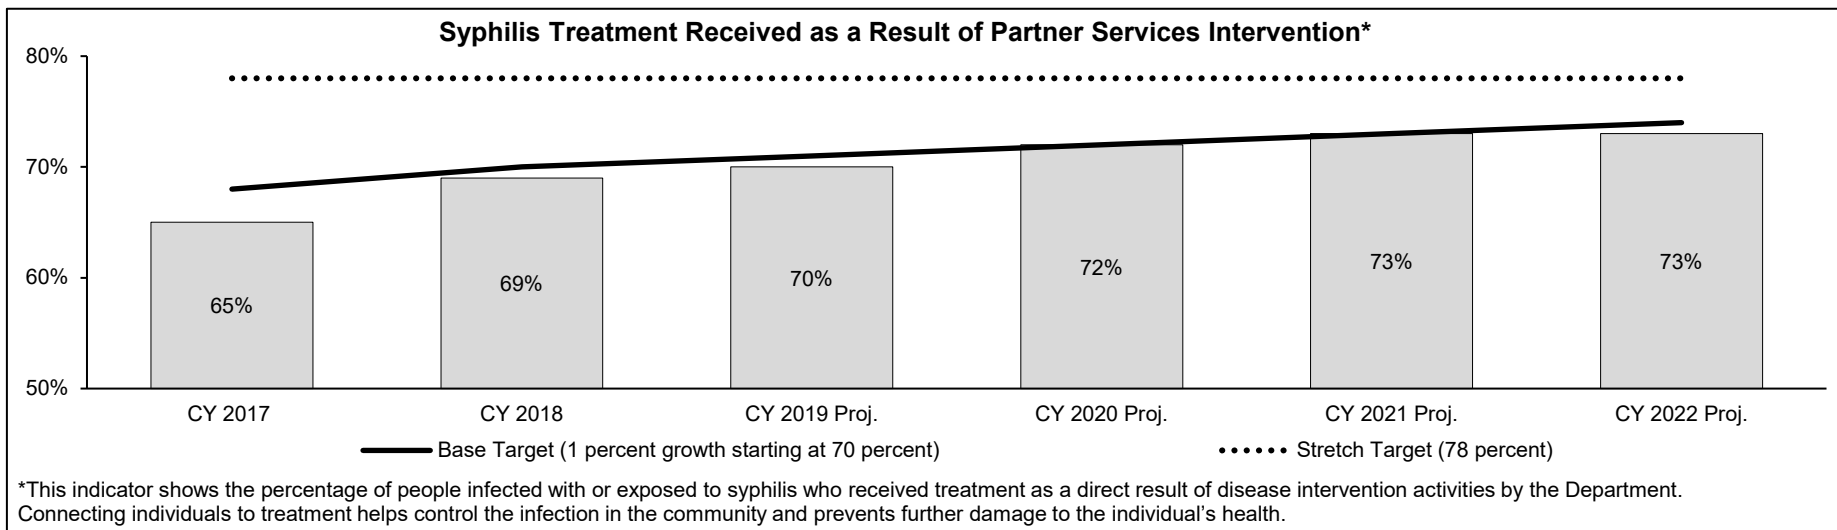 Syphilis Treatment Received as a Result of Partner Services Intervention*
80%
70%
60%
50%
65%
69%
70%
72%
73%
73%
CY 2017
CY 2018
CY 2019 Proj.
CY 2020 Proj.
CY 2021 Proj.
CY 2022 Proj.
Base Target (1 percent growth starting at 70 percent)
Stretch Target (78 percent)
*This indicator shows the percentage of people infected with or exposed to syphilis who received treatment as a direct result of disease intervention activities by the Department.
Connecting individuals to treatment helps control the infection in the community and prevents further damage to the individual’s health.